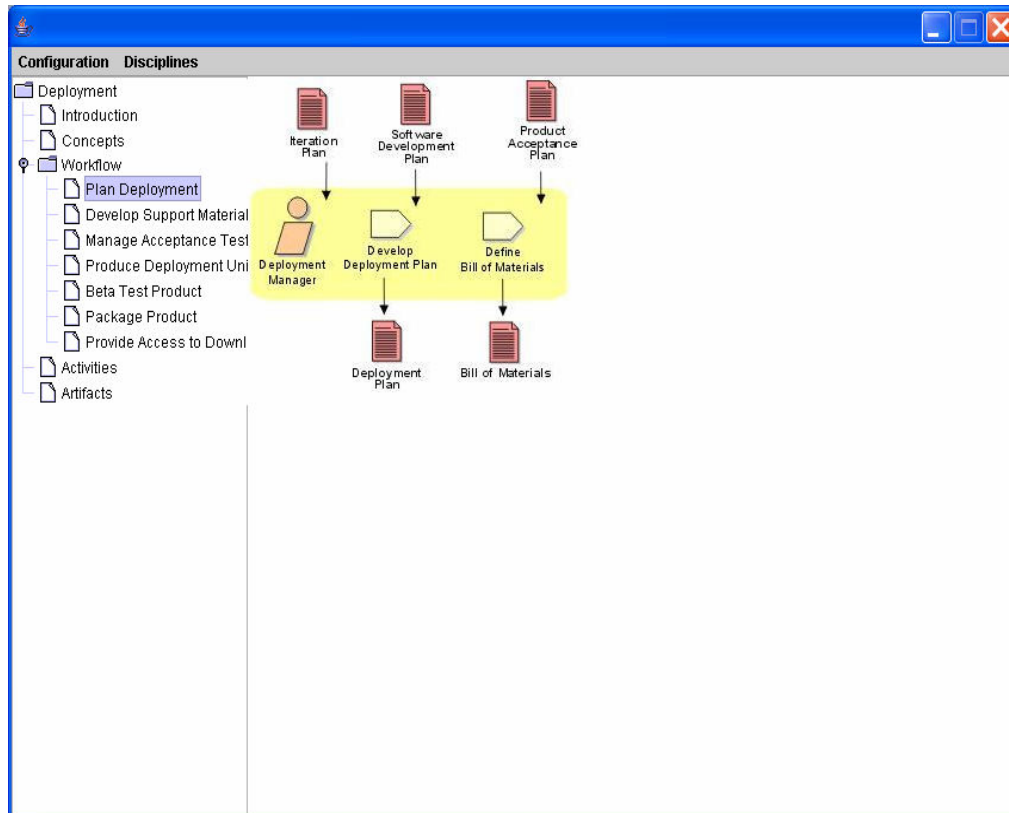 Configuration Disciplines
Deployment
Introduction
Concepts
Workflow
Plan Deployment
Develop Support Material
Manage Acceptance Test
Produce Deployment Uni
Beta Test Product
Package Product
Provide Access to Downl
Activities
Artifacts
Iteration
Plan
Software
Development
Plan
Product
Acceptance
Plan
Deployment
Manager
Develop
Deployment Plan
Define
Bill of Materials
Deployment
Plan
Bill of Materials